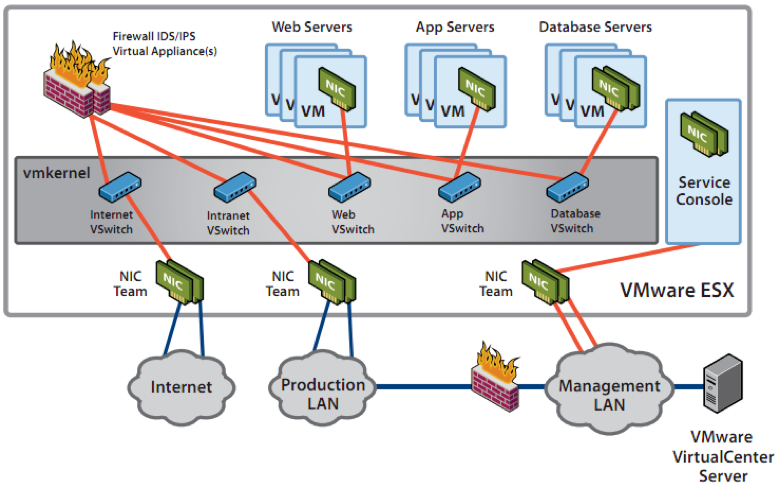 Firewall IDS/IPS
Virtual Appliance(s)
Web Servers
App Servers
Database Servers
V
V
VM
NIC
V
V
VM
NIC
V
V
VM
NIC
NIC
Service
Console
vmkernel
Internet
VSwitch
Intranet
VSwitch
Web
VSwitch
App
VSwitch
Database
VSwitch
NIC
Team
NIC
NIC
Team
NIC
NIC
Team
NIC
VMware ESX
Internet
Production
LAN
Management
LAN
VMware
VirtualCenter
Server